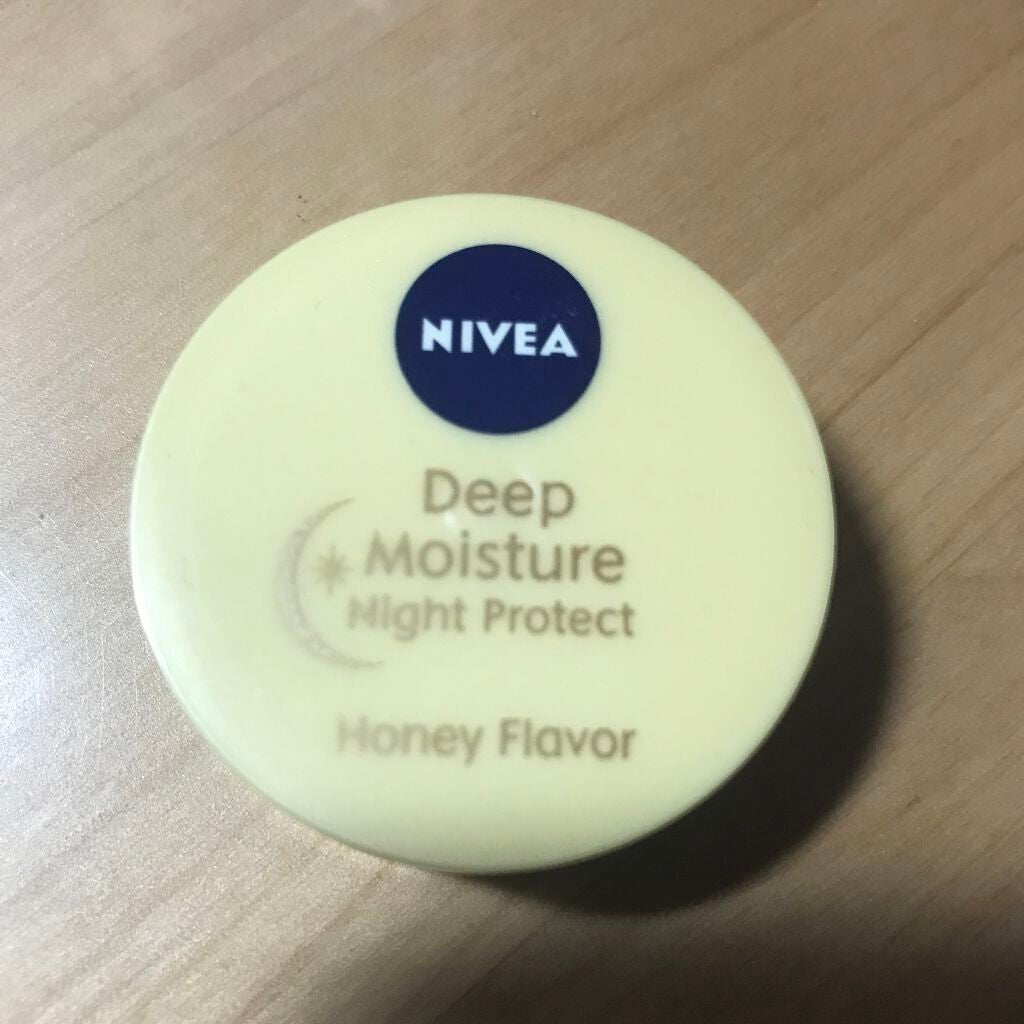 NIVEA
Deep
Moisture
Night Protect
Honey Flavor